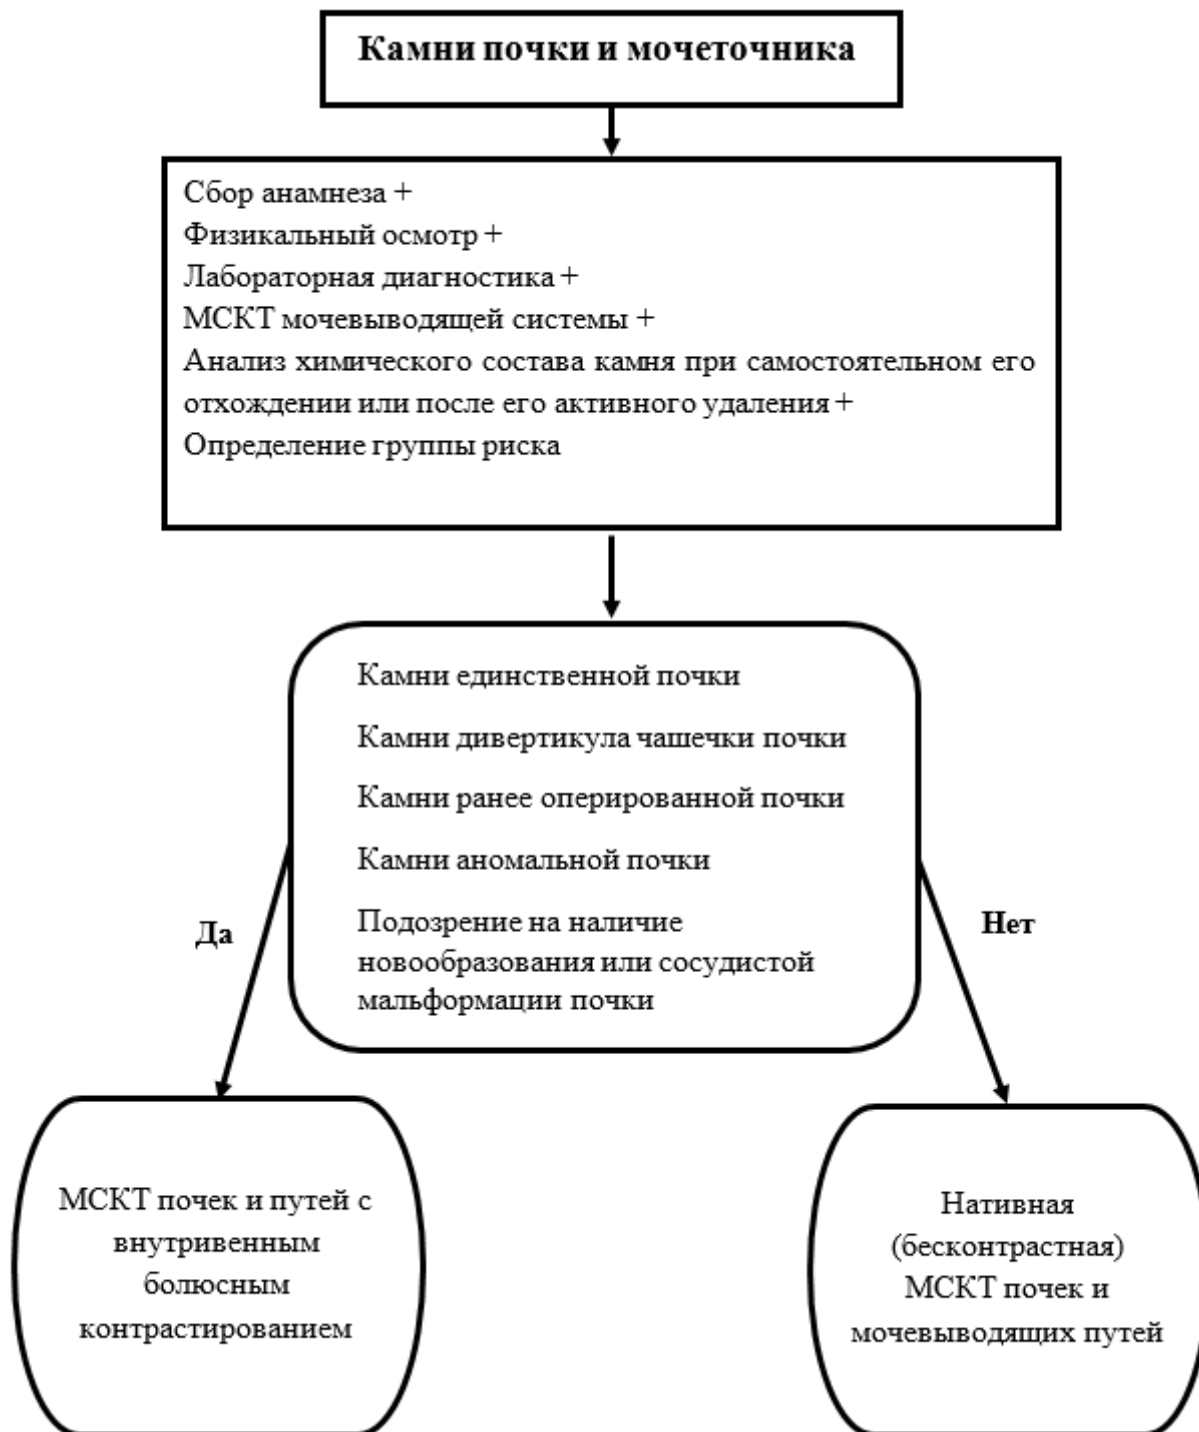 Камни почки и мочеточника
Сбор анамнеза +
Физикальный осмотр +
Лабораторная диагностика +
МСКТ мочевыводящей системы +
Анализ химического состава камня при самостоятельном его
отхождении или после его активного удаления +
Определение группы риска
Камни единственной почки
Камни дивертикула чашечки почки
Камни ранее оперированной почки
Камни аномальной почки
Подозрение на наличие
новообразования или сосудистой
мальформации почки
Да
Нет
МСКТ почек и путей с
внутривенным
болюсным
контрастированием
Нативная
(бесконтрастная)
МСКТ почек и
мочевыводящих путей